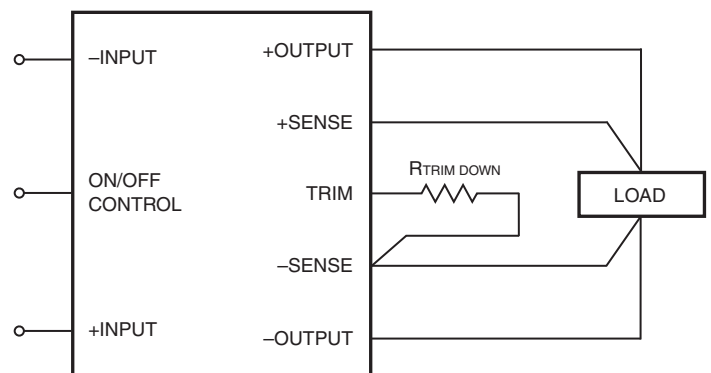 –INPUT
ON/OFF
CONTROL
+INPUT
+OUTPUT
+SENSE
TRIM
–SENSE
–OUTPUT
RTRIM DOWN
LOAD